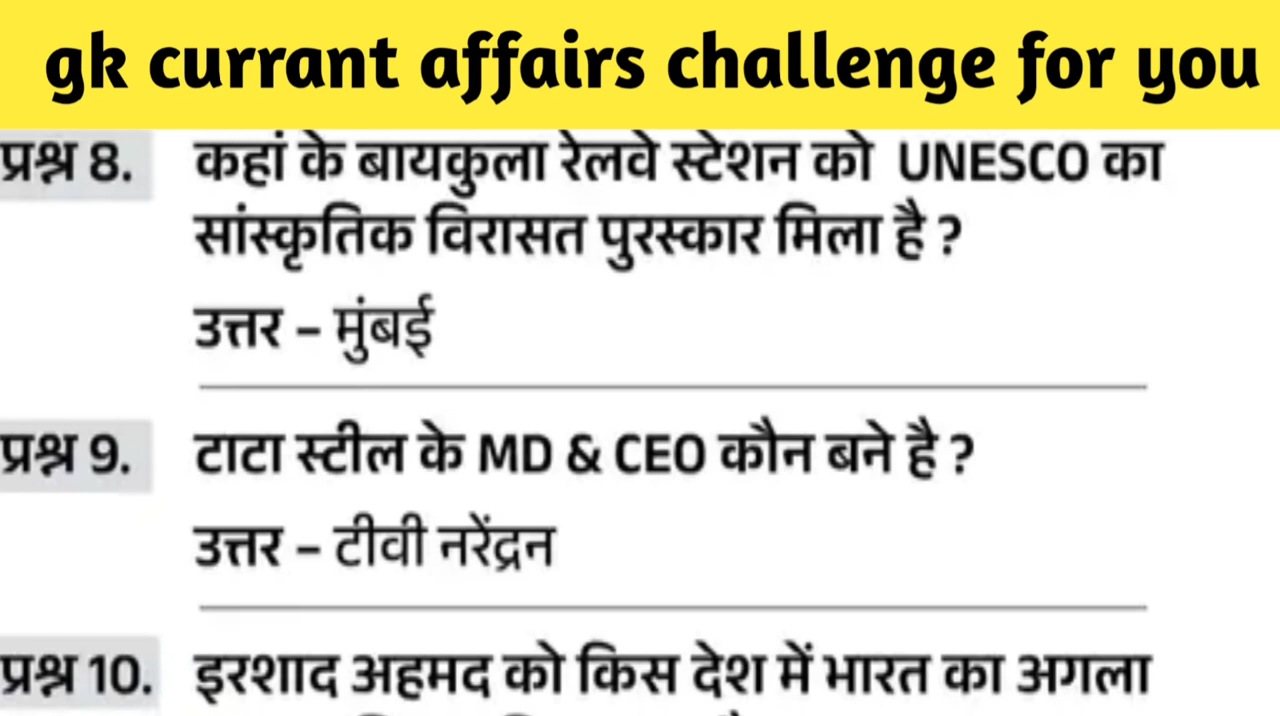 gk currant affairs challenge for you
प्रश्न 8. कहां के बायकुला रेलवे स्टेशन को UNESCO का
सांस्कृतिक विरासत पुरस्कार मिला है ?
उत्तर – मुंबई
प्रश्न 9. टाटा स्टील के MD & CEO कौन बने है ?
उत्तर – टीवी नरेंद्रन
प्रश्न 10. इरशाद अहमद को किस देश में भारत का अगला